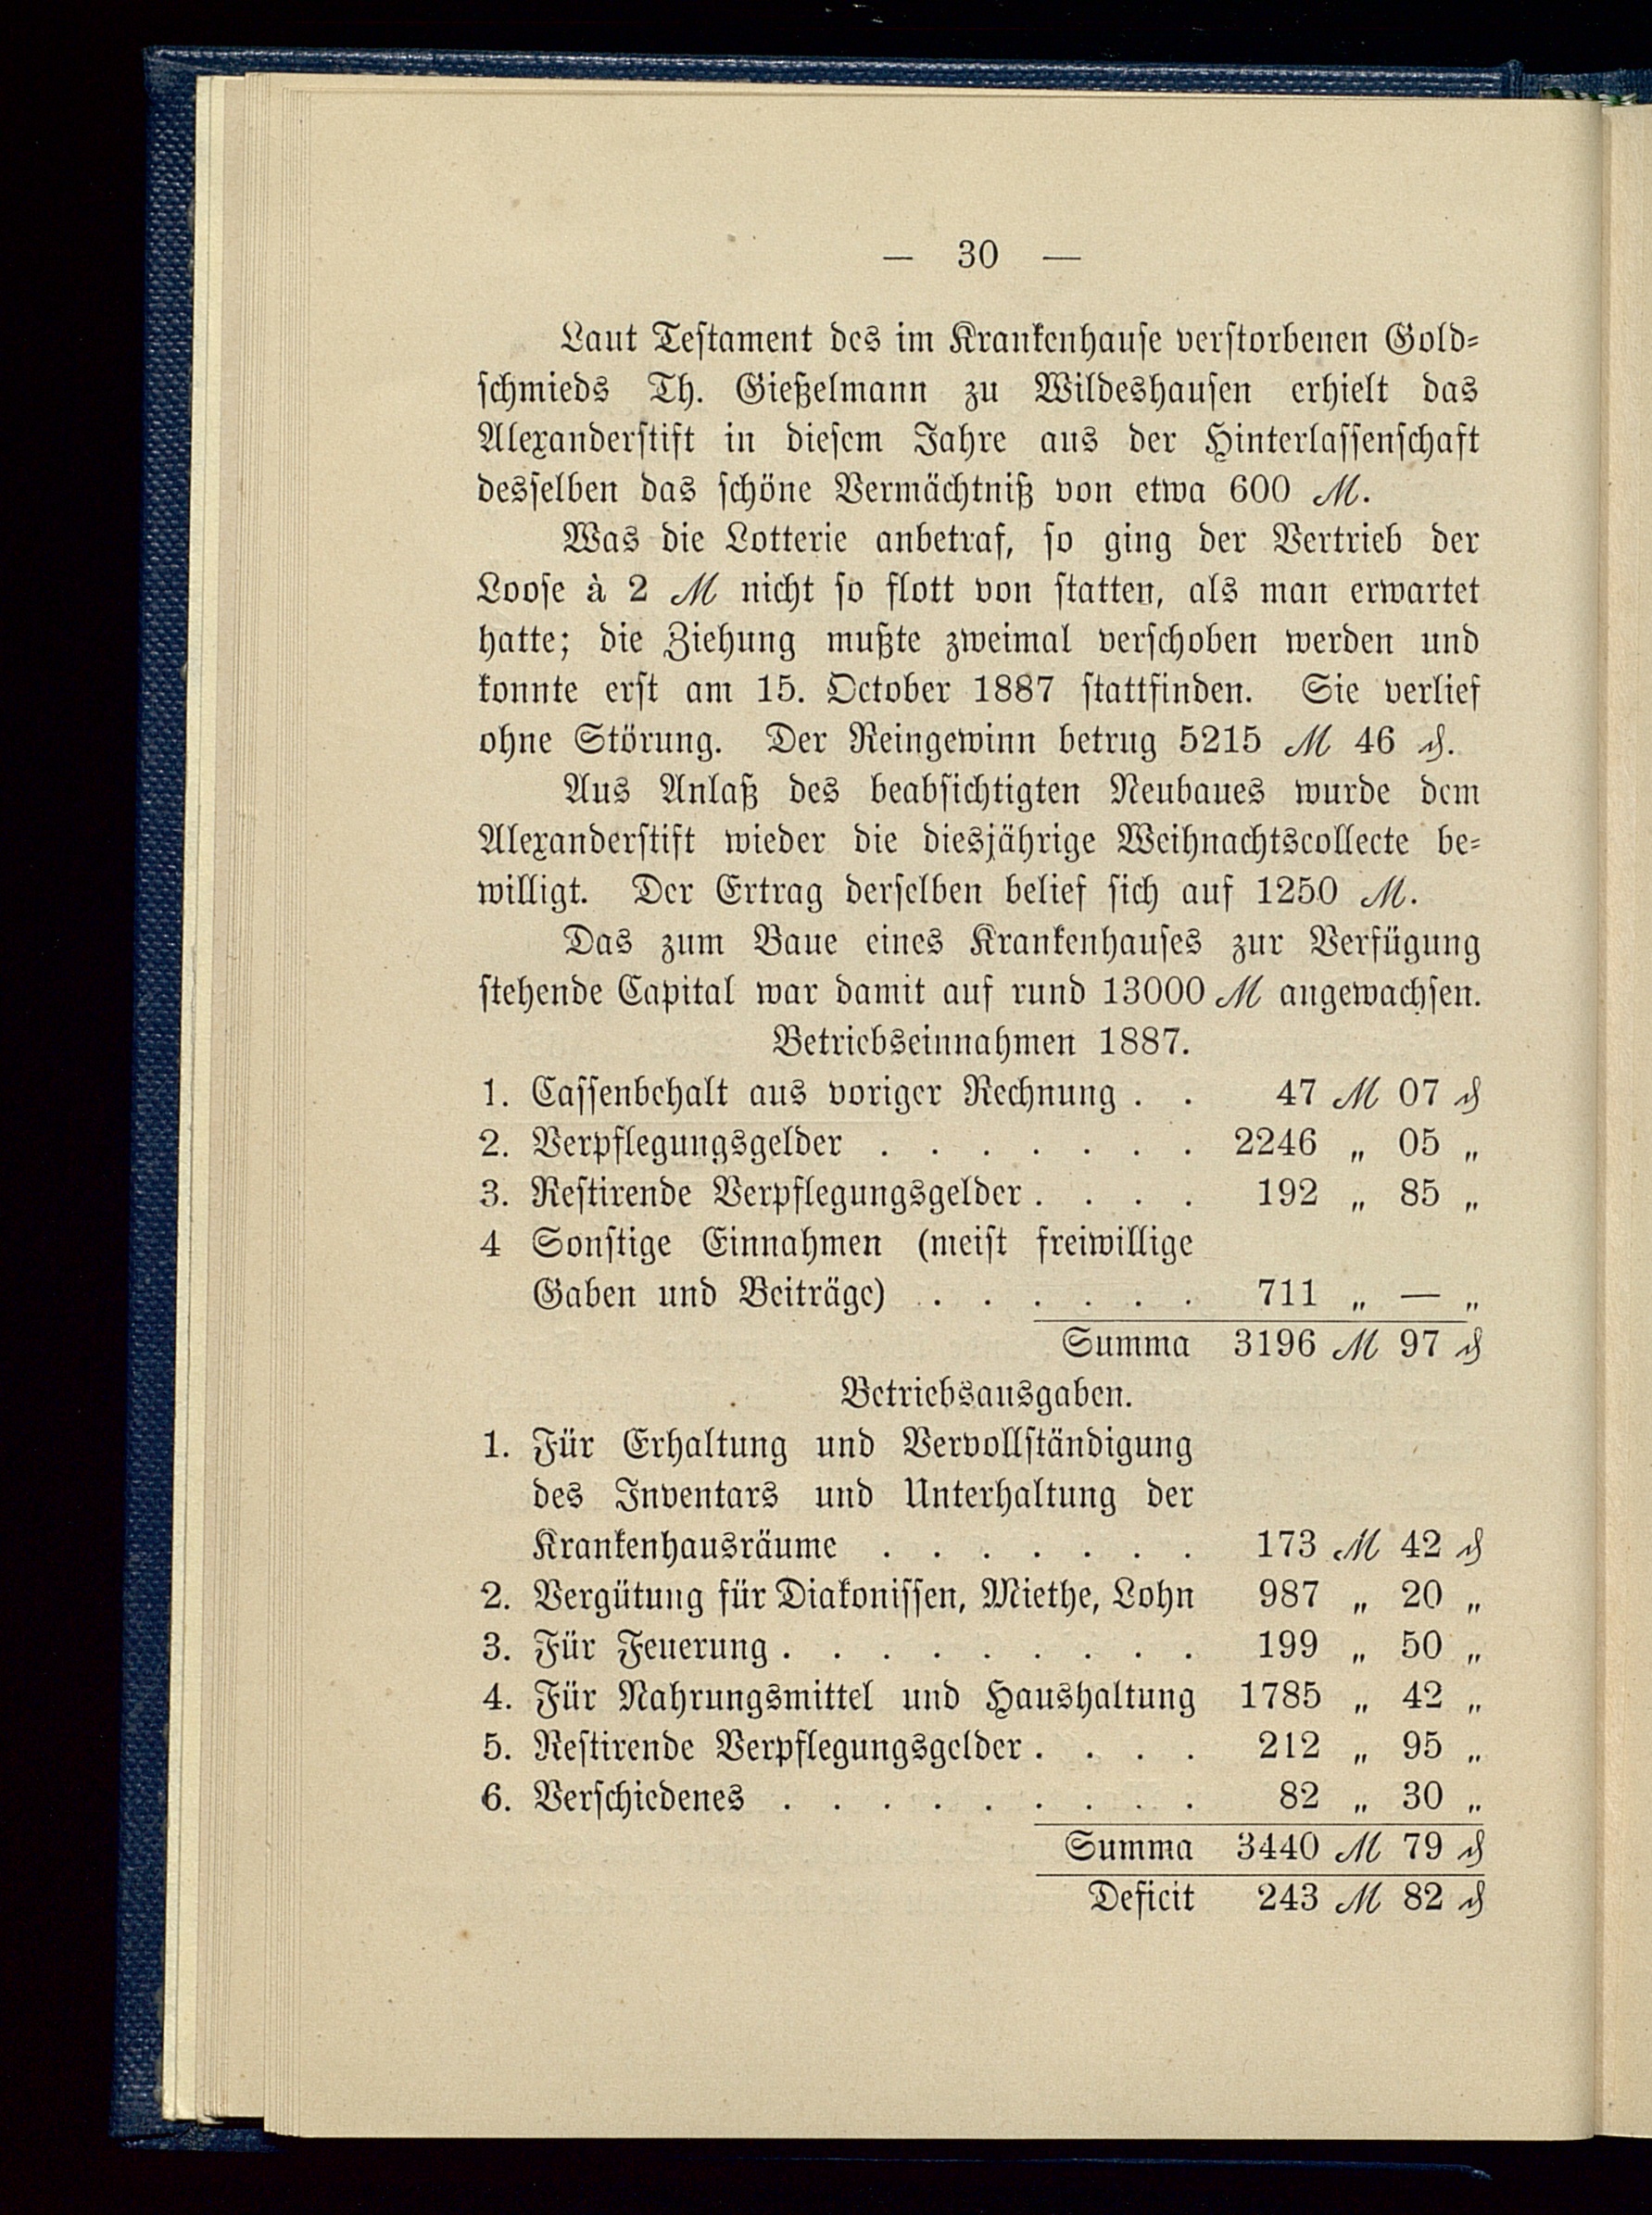 — 30 —
Laut Testament des im Krankenhause verstorbenen Gold-
schmieds Th. Gießelmann zu Wildeshausen erhielt das
Alexanderstift in diesem Jahre aus der Hinterlassenschaft
desselben das schöne Vermächtniß von etwa 600 ℳ.
Was die Lotterie anbetraf, so ging der Vertrieb der
Loose à 2 ℳ nicht so flott von statten, als man erwartet
hatte; die Ziehung mußte zweimal verschoben werden und
konnte erst am 15. October 1887 stattfinden. Sie verlief
ohne Störung. Der Reingewinn betrug 5215 ℳ 46 ₰.
Aus Anlaß des beabsichtigten Neubaues wurde dem
Alexanderstift wieder die diesjährige Weihnachtscollecte be-
willigt. Der Ertrag derselben belief sich auf 1250 ℳ.
Das zum Baue eines Krankenhauses zur Verfügung
stehende Capital war damit auf rund 13000 ℳ angewachsen.
Betriebseinnahmen 1887.
1. Cassenbehalt aus voriger Rechnung . . 47 ℳ 07 ₰
2. Verpflegungsgelder . . . . . . . 2246 „ 05 „
3. Restirende Verpflegungsgelder . . . . 192 „ 85 „
4 Sonstige Einnahmen (meist freiwillige
Gaben und Beiträge) . . . . . . 711 „ — „
Summa 3196 ℳ 97 ₰
Betriebsausgaben.
1. Für Erhaltung und Vervollständigung
des Inventars und Unterhaltung der
Krankenhausräume . . . . . . . 173 ℳ 42 ₰
2. Vergütung für Diakonissen, Miethe, Lohn 987 „ 20 „
3. Für Feuerung . . . . . . . . . 199 „ 50 „
4. Für Nahrungsmittel und Haushaltung 1785 „ 42 „
5. Restirende Verpflegungsgelder . . . . 212 „ 95 „
6. Verschiedenes . . . . . . . . . 82 „ 30 „
Summa 3440 ℳ 79 ₰
Deficit 243 ℳ 82 ₰